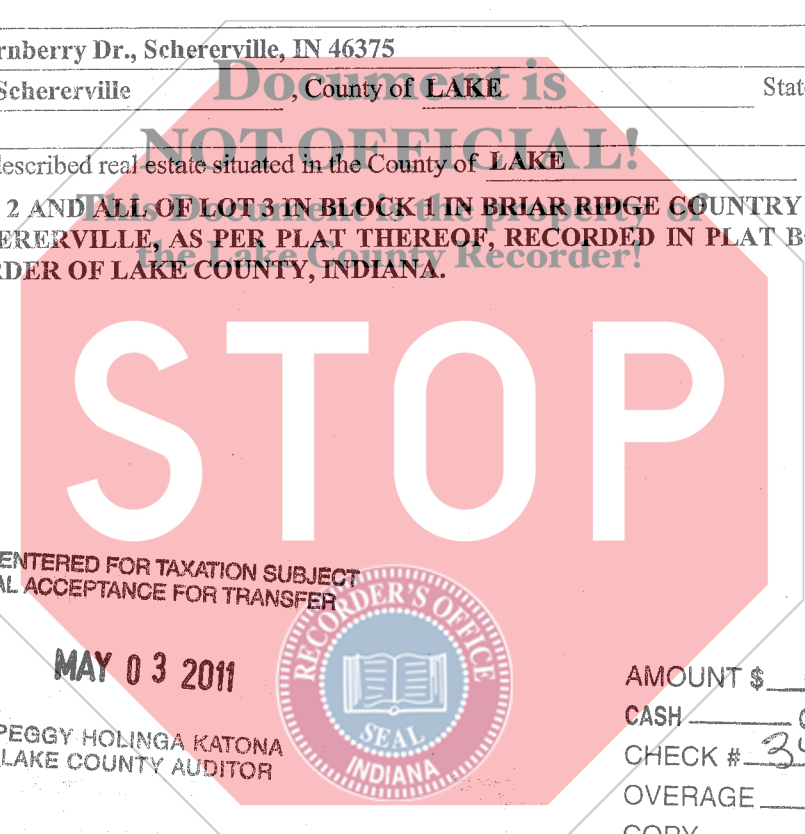 rnberry Dr., Schererville, IN 46375
Document is
Schererville , County of LAKE State
NOT OFFICIAL!
described real estate situated in the County of LAKE
This Document is the property of
2 AND ALL OF LOT 3 IN BLOCK 1 IN BRIAR RIDGE COUNTRY
ERERVILLE, AS PER PLAT THEREOF, RECORDED IN PLAT B
the Lake County Recorder!
DER OF LAKE COUNTY, INDIANA.
STOP
ENTERED FOR TAXATION SUBJECT
AL ACCEPTANCE FOR TRANSFER
RECORDER'S OFFICE
SEAL
INDIANA
MAY 03 2011
PEGGY HOLINGA KATONA
LAKE COUNTY AUDITOR
AMOUNT $
CASH
CHECK # 
OVERAGE
COPY